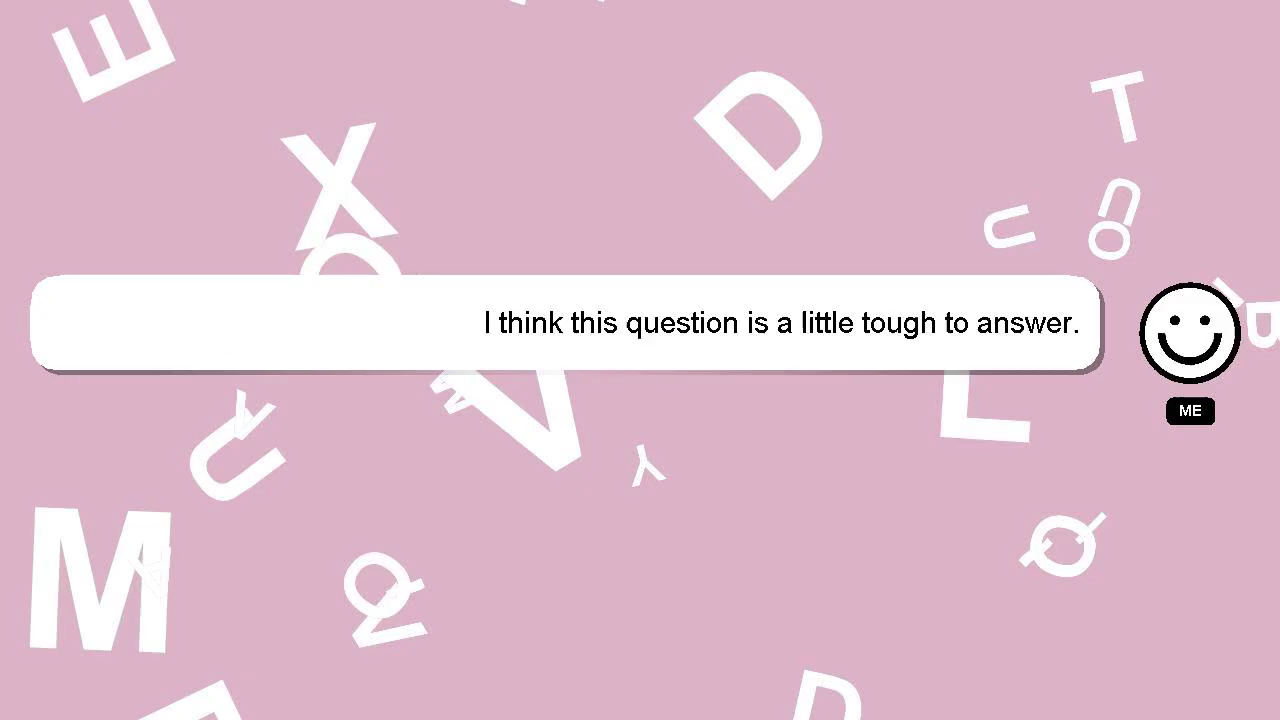 I think this question is a little tough to answer.
ME
E
X
D
T
U
U
O
D
L
V
Y
U
Y
M
Q
Q
D